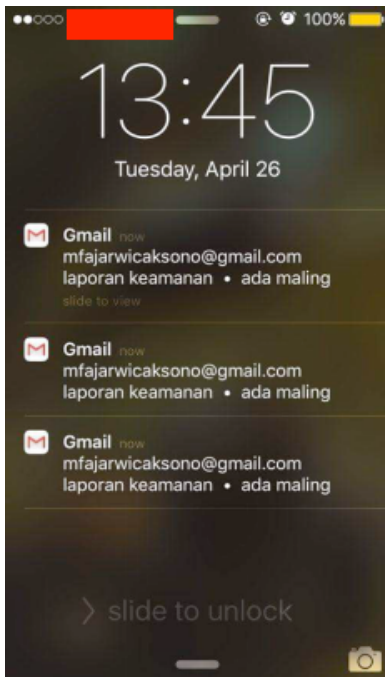 100%
13:45
Tuesday, April 26
Gmail now
mfajarwicaksono@gmail.com
laporan keamanan • ada maling
slide to view
Gmail now
mfajarwicaksono@gmail.com
laporan keamanan • ada maling
Gmail now
mfajarwicaksono@gmail.com
laporan keamanan • ada maling
> slide to unlock